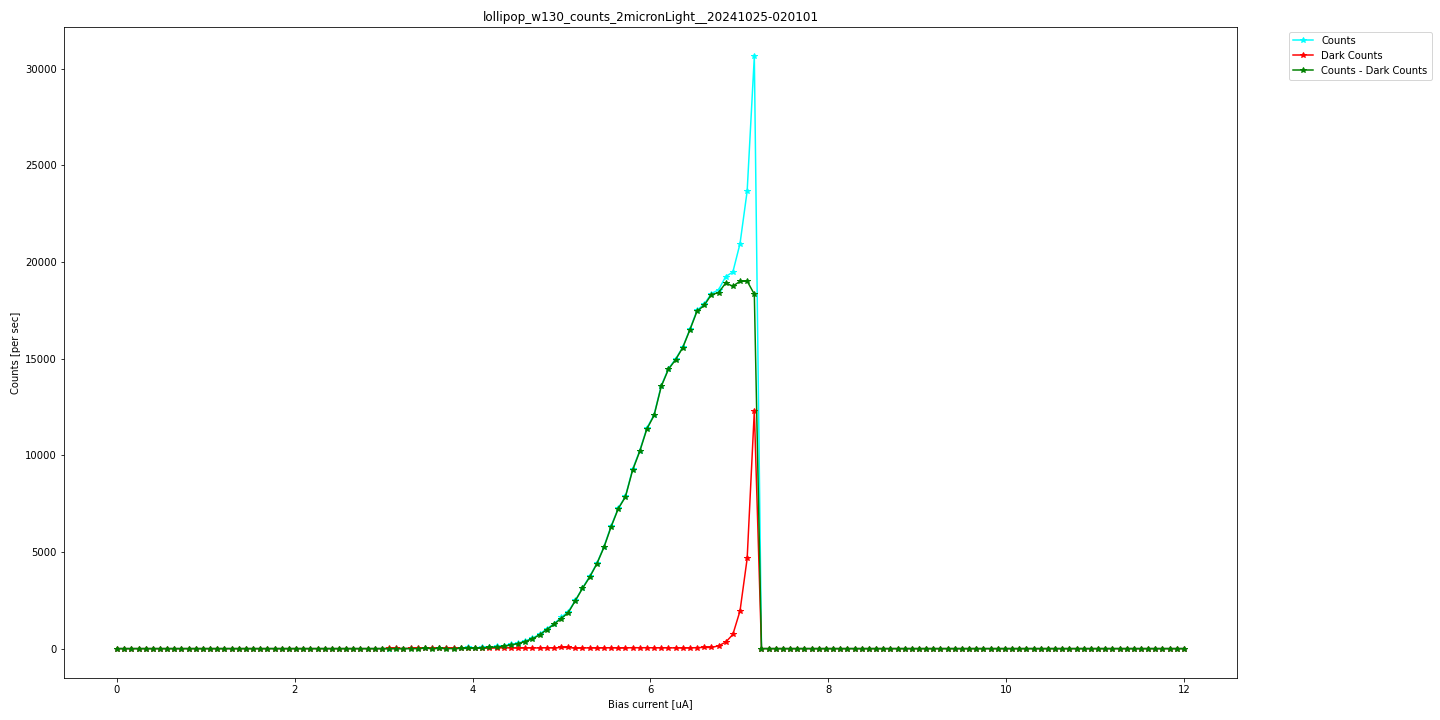 lollipop_w130_counts_2micronLight__20241025-020101
Counts
Dark Counts
Counts - Dark Counts
30000
25000
20000
15000
10000
5000
0
Counts [per sec]
0 2 4 6 8 10 12
Bias current [uA]